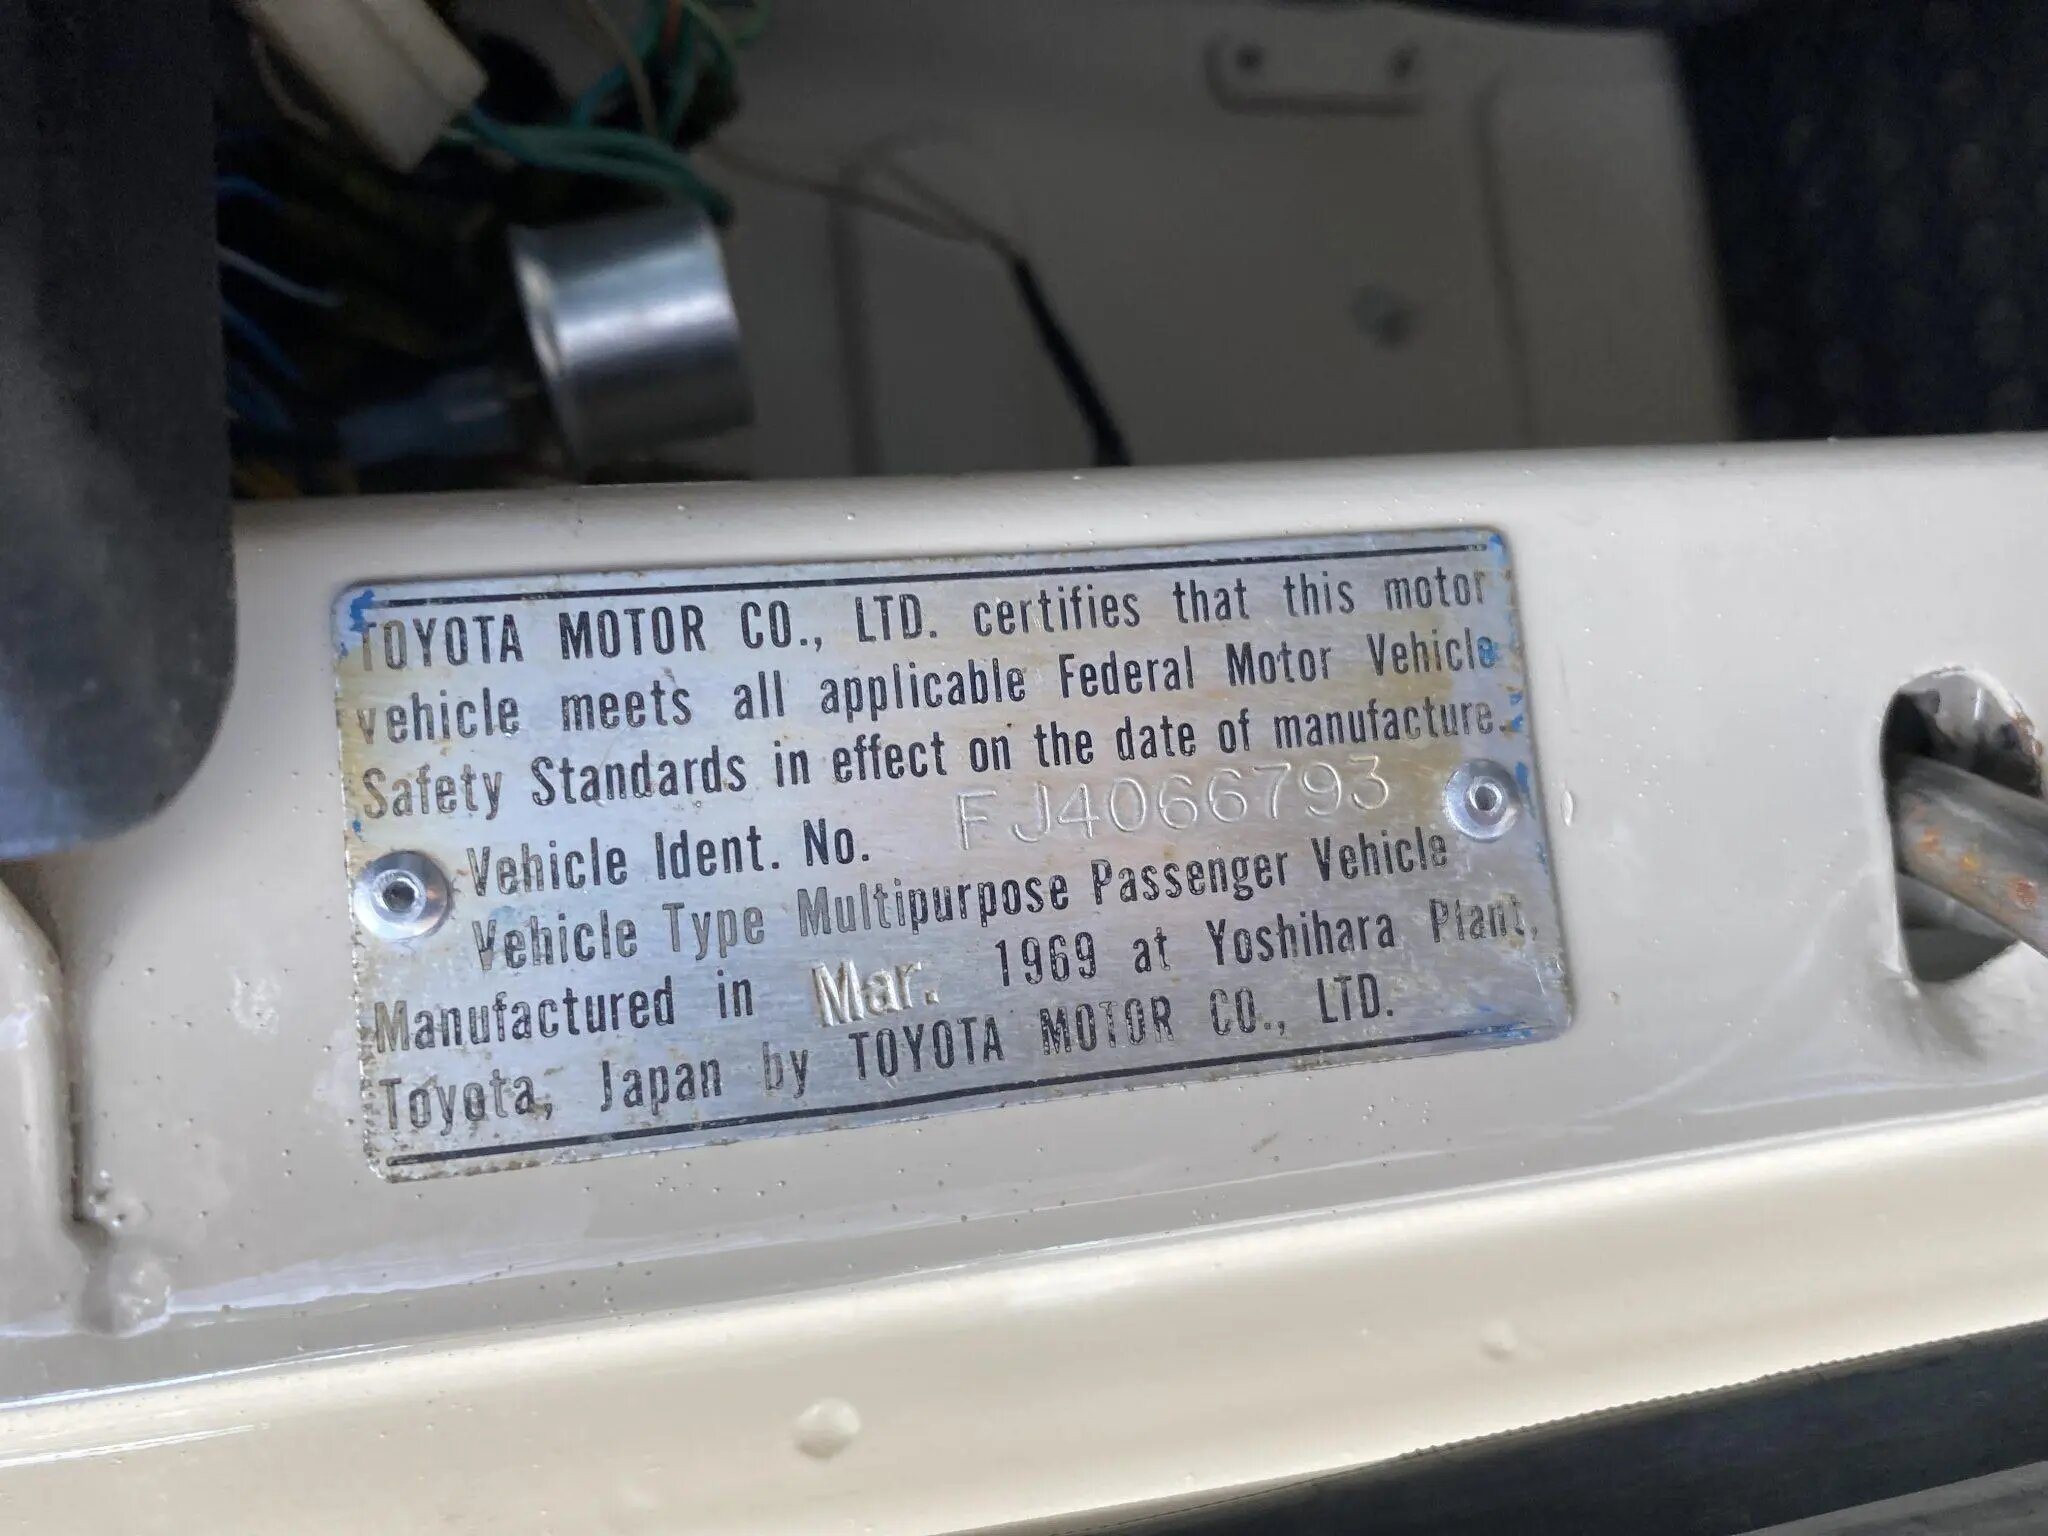 TOYOTA MOTOR CO., LTD. certifies that this motor
vehicle meets all applicable Federal Motor Vehicle
Safety Standards in effect on the date of manufacture.
Vehicle Ident. No. FJ4066793
Vehicle Type Multipurpose Passenger Vehicle
Manufactured in Mar. 1969 at Yoshihara Plant,
Toyota, Japan by TOYOTA MOTOR CO., LTD.